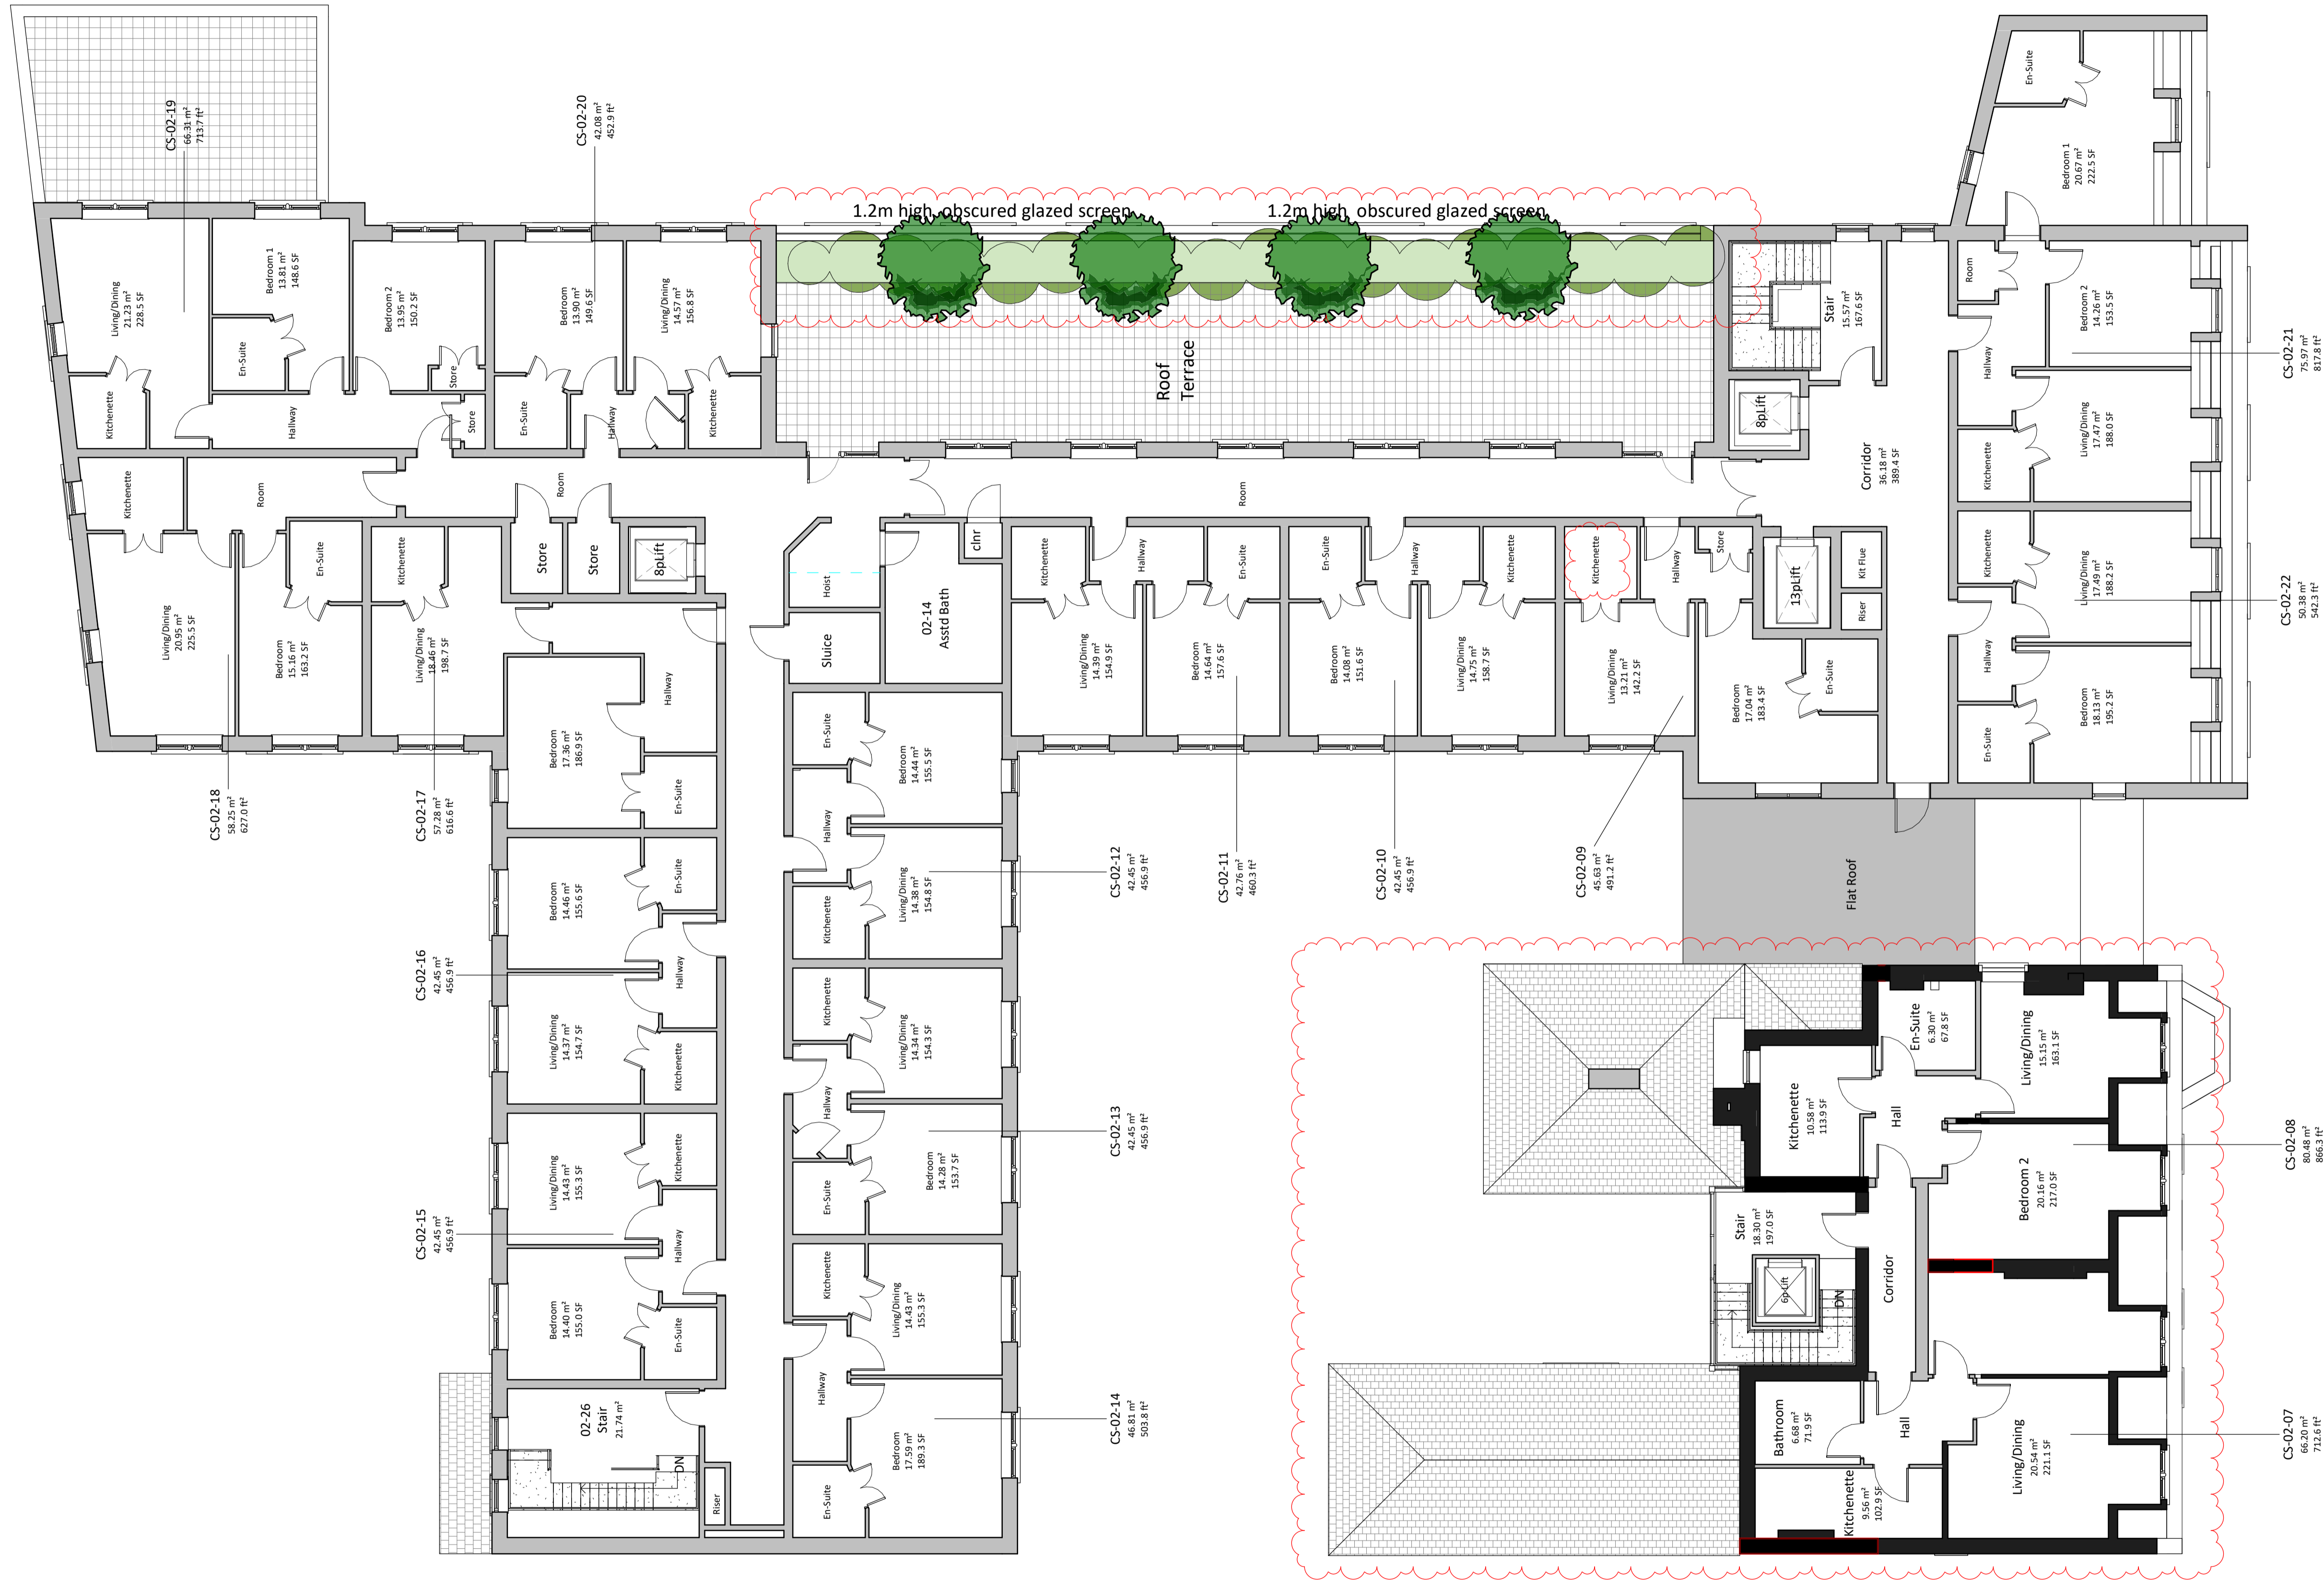 CS-02-19
66.31 m²
713.7 ft²
Living/Dining
21.23 m²
228.5 SF
Kitchenette
Bedroom 1
13.81 m²
148.6 SF
En-Suite
Hallway
Bedroom 2
13.95 m²
150.2 SF
Store
Store
CS-02-20
42.08 m²
452.9 ft²
Bedroom
13.90 m²
149.6 SF
En-Suite
Hallway
Living/Dining
14.57 m²
156.8 SF
Kitchenette
1.2m high obscured glazed screen
1.2m high obscured glazed screen
Roof
Terrace
Stair
15.57 m²
167.6 SF
8pLift
Corridor
36.18 m²
389.4 SF
En-Suite
Bedroom 1
20.67 m²
222.5 SF
Room
Bedroom 2
14.26 m²
153.5 SF
Hallway
Living/Dining
17.47 m²
188.0 SF
Kitchenette
CS-02-21
75.97 m²
817.8 ft²
Kitchenette
Living/Dining
17.49 m²
188.2 SF
Hallway
Bedroom
18.13 m²
195.2 SF
En-Suite
CS-02-22
50.38 m²
542.3 ft²
Kitchenette
Room
Living/Dining
20.95 m²
225.5 SF
Bedroom
15.16 m²
163.2 SF
En-Suite
CS-02-18
58.25 m²
627.0 ft²
Kitchenette
Living/Dining
18.46 m²
198.7 SF
CS-02-17
57.28 m²
616.6 ft²
Room
Store
Store
8pLift
Hallway
Bedroom
17.36 m²
186.9 SF
En-Suite
Room
Hoist
Sluice
02-14
Asstd Bath
clnr
Kitchenette
Hallway
En-Suite
Living/Dining
14.39 m²
154.9 SF
Bedroom
14.64 m²
157.6 SF
CS-02-11
42.76 m²
460.3 ft²
En-Suite
Hallway
Kitchenette
Bedroom
14.08 m²
151.6 SF
Living/Dining
14.75 m²
158.7 SF
CS-02-10
42.45 m²
456.9 ft²
Kitchenette
Hallway
Store
Living/Dining
13.21 m²
142.2 SF
Bedroom
17.04 m²
183.4 SF
En-Suite
CS-02-09
45.63 m²
491.2 ft²
13pLift
Kit Flue
Riser
Flat Roof
En-Suite
Bedroom
14.44 m²
155.5 SF
Hallway
Living/Dining
14.38 m²
154.8 SF
Kitchenette
CS-02-12
42.45 m²
456.9 ft²
Kitchenette
Living/Dining
14.34 m²
154.3 SF
Hallway
Bedroom
14.28 m²
153.7 SF
En-Suite
CS-02-13
42.45 m²
456.9 ft²
Kitchenette
Living/Dining
14.43 m²
155.3 SF
Hallway
Bedroom
17.59 m²
189.3 SF
En-Suite
CS-02-14
46.81 m²
503.8 ft²
Bedroom
14.46 m²
155.6 SF
En-Suite
Hallway
Living/Dining
14.37 m²
154.7 SF
Kitchenette
CS-02-16
42.45 m²
456.9 ft²
Living/Dining
14.43 m²
155.3 SF
Kitchenette
Hallway
Bedroom
14.40 m²
155.0 SF
En-Suite
CS-02-15
42.45 m²
456.9 ft²
02-26
Stair
21.74 m²
DN
Riser
En-Suite
6.30 m²
67.8 SF
Living/Dining
15.15 m²
163.1 SF
Kitchenette
10.58 m²
113.9 SF
Hall
Bedroom 2
20.16 m²
217.0 SF
CS-02-08
80.48 m²
866.3 ft²
Stair
18.30 m²
197.0 SF
6p Lift
DN
Corridor
Bathroom
6.68 m²
71.9 SF
Hall
Kitchenette
9.56 m²
102.9 SF
Living/Dining
20.54 m²
221.1 SF
CS-02-07
66.20 m²
712.6 ft²